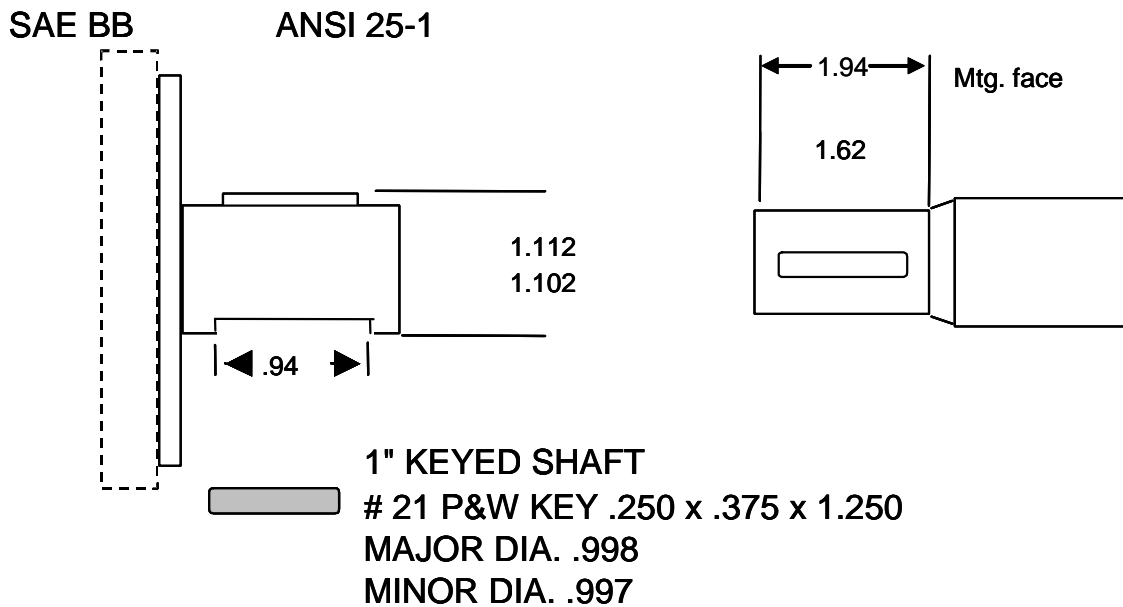 SAE BB
ANSI 25-1
1.94
Mtg. face
1.62
1.112
1.102
.94
1" KEYED SHAFT
# 21 P&W KEY .250 x .375 x 1.250
MAJOR DIA. .998
MINOR DIA. .997